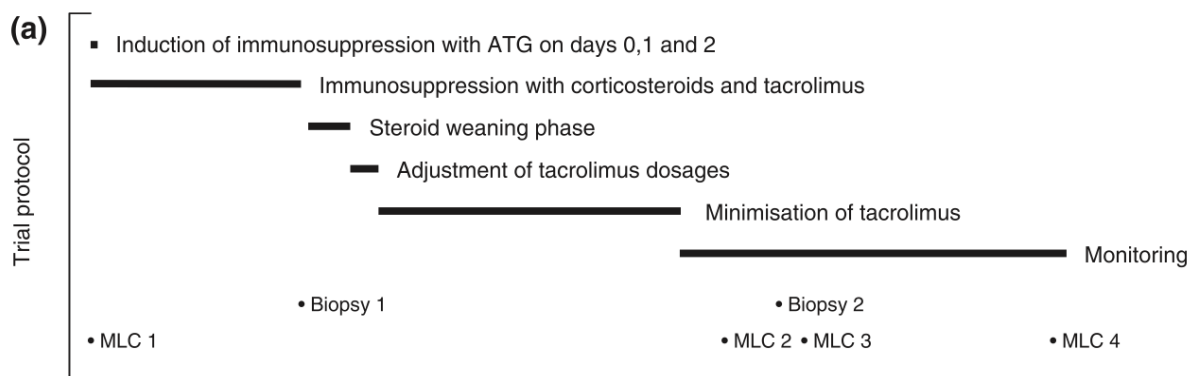 (a)
Induction of immunosuppression with ATG on days 0,1 and 2
Immunosuppression with corticosteroids and tacrolimus
Steroid weaning phase
Adjustment of tacrolimus dosages
Minimisation of tacrolimus
Monitoring
Trial protocol
• Biopsy 1 • Biopsy 2
• MLC 1 • MLC 2 • MLC 3 • MLC 4